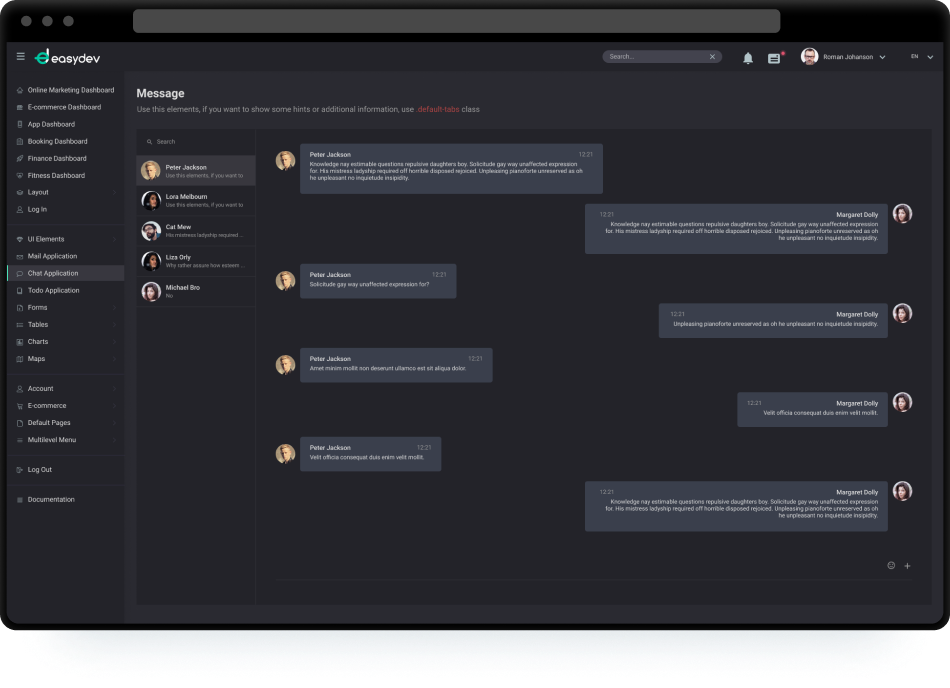 easydev
Search...
Roman Johanson
EN
Online Marketing Dashboard
E-commerce Dashboard
App Dashboard
Booking Dashboard
Finance Dashboard
Fitness Dashboard
Layout
Log In
UI Elements
Mail Application
Chat Application
Todo Application
Forms
Tables
Charts
Maps
Account
E-commerce
Default Pages
Multilevel Menu
Log Out
Documentation
Message
Use this elements, if you want to show some hints or additional information, use .default-tabs class
Search
Peter Jackson
Use this elements, if you want to
Lora Melbourn
Use this elements, if you want to
Cat Mew
His mistress ladyship required ...
Liza Orly
Why rather assure how esteem ...
Michael Bro
No
Peter Jackson 12:21
Knowledge nay estimable questions repulsive daughters boy. Solicitude gay way unaffected expression
for. His mistress ladyship required off horrible disposed rejoiced. Unpleasing pianoforte unreserved as oh
he unpleasant no inquietude insipidity.
12:21 Margaret Dolly
Knowledge nay estimable questions repulsive daughters boy. Solicitude gay way unaffected expression
for. His mistress ladyship required off horrible disposed rejoiced. Unpleasing pianoforte unreserved as oh
he unpleasant no inquietude insipidity.
Peter Jackson 12:21
Solicitude gay way unaffected expression for?
12:21 Margaret Dolly
Unpleasing pianoforte unreserved as oh he unpleasant no inquietude insipidity.
Peter Jackson 12:21
Amet minim mollit non deserunt ullamco est sit aliqua dolor.
12:21 Margaret Dolly
Velit officia consequat duis enim velit mollit.
Peter Jackson 12:21
Velit officia consequat duis enim velit mollit.
12:21 Margaret Dolly
Knowledge nay estimable questions repulsive daughters boy. Solicitude gay way unaffected expression
for. His mistress ladyship required off horrible disposed rejoiced. Unpleasing pianoforte unreserved as oh
he unpleasant no inquietude insipidity.